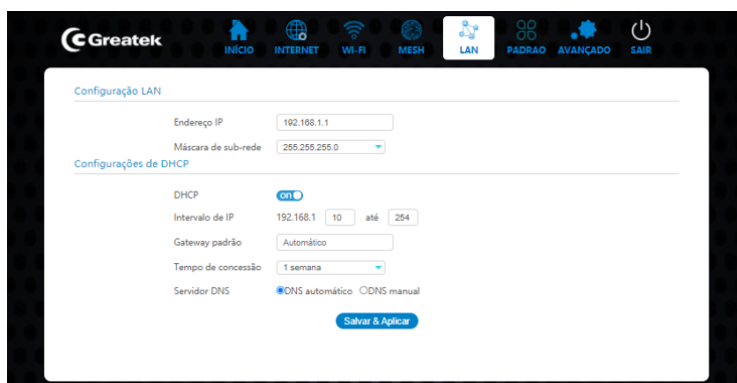 Greatek
INÍCIO INTERNET WI-FI MESH LAN PADRAO AVANÇADO SAIR
Configuração LAN
Endereço IP 192.168.1.1
Máscara de sub-rede 255.255.255.0
Configurações de DHCP
DHCP on
Intervalo de IP 192.168.1 10 até 254
Gateway padrão Automático
Tempo de concessão 1 semana
Servidor DNS DNS automático DNS manual
Salvar & Aplicar